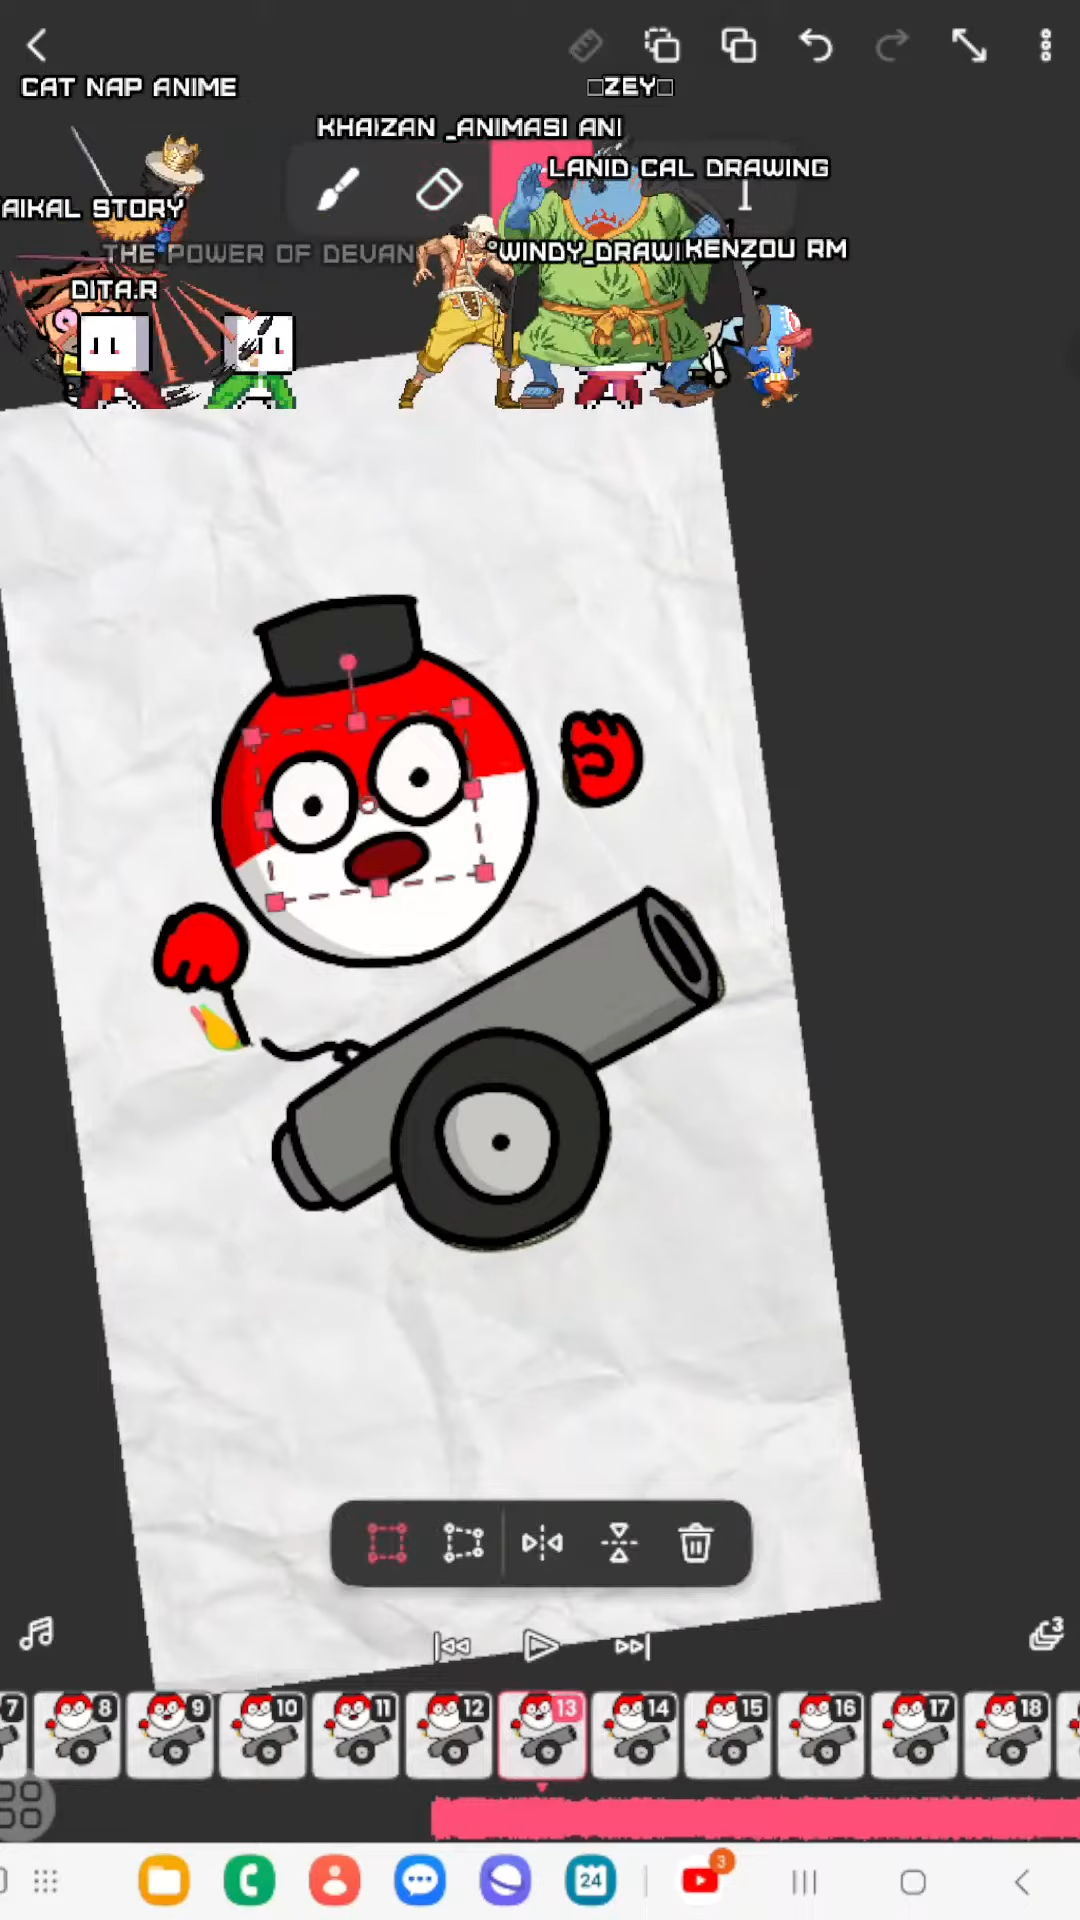 CAT NAP ANIME
□ZEY□
KHAIZAN _ANIMASI ANI
LANID CAL DRAWING
AIKAL STORY
THE POWER OF DEVAN
°WINDY_DRAWI
KENZOU RM
DITA.R
3
7 8 9 10 11 12 13 14 15 16 17 18
24
3